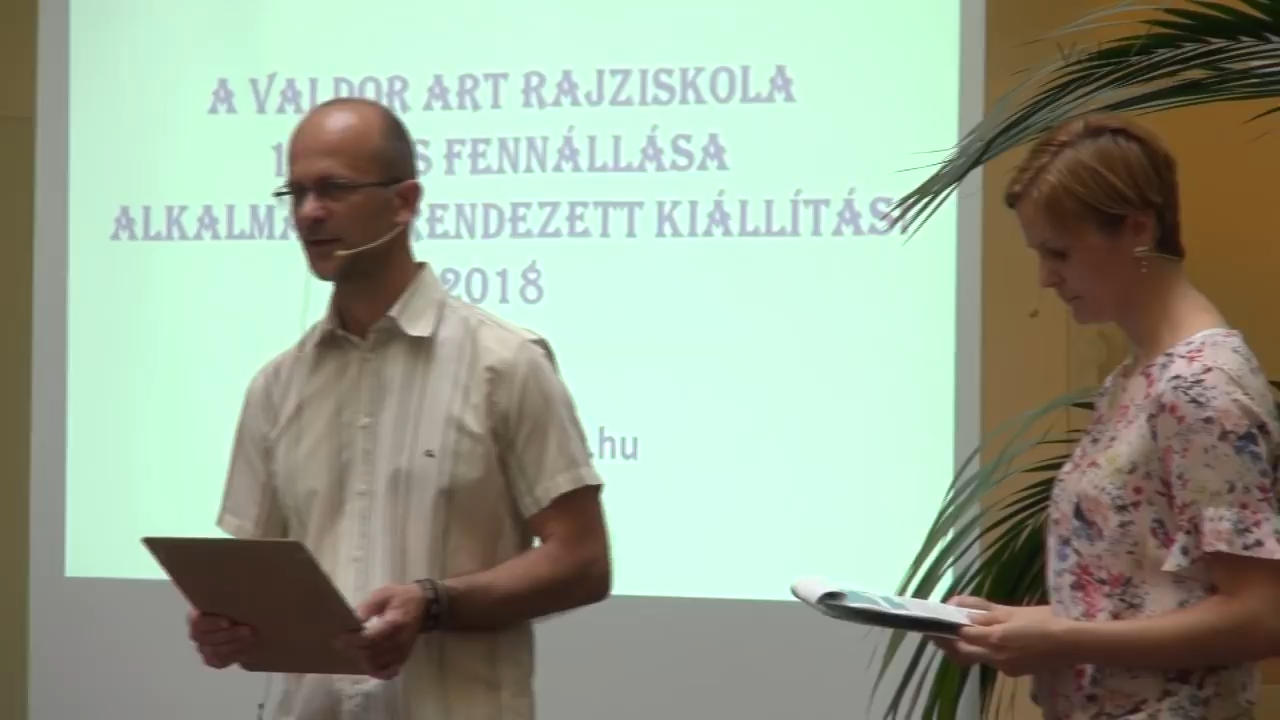 A VALDOR ART RAJZISKOLA
FENNÁLLÁSA
RENDEZETT KIÁLLÍTÁS
2018
.hu